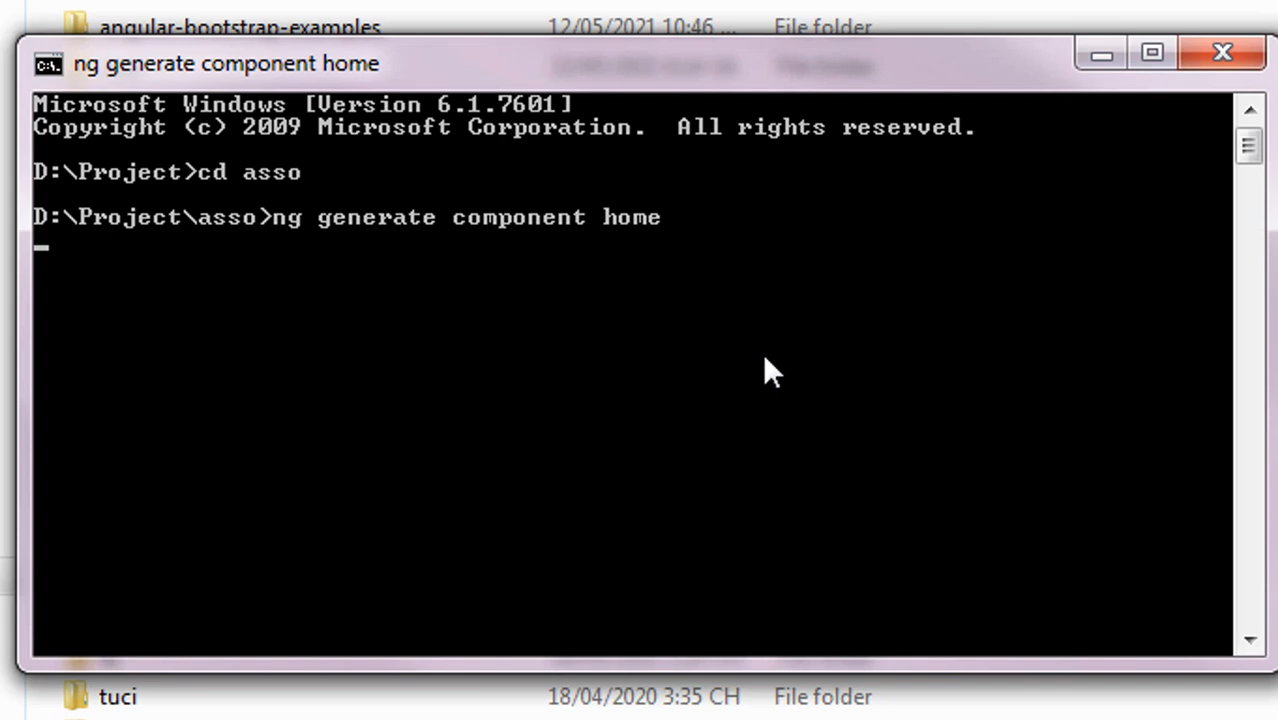 angular-bootstrap-examples 12/05/2021 10:46 ... File folder
ng generate component home
Microsoft Windows [Version 6.1.7601]
Copyright (c) 2009 Microsoft Corporation.  All rights reserved.
D:\Project>cd asso
D:\Project\asso>ng generate component home
tuci 18/04/2020 3:35 CH File folder